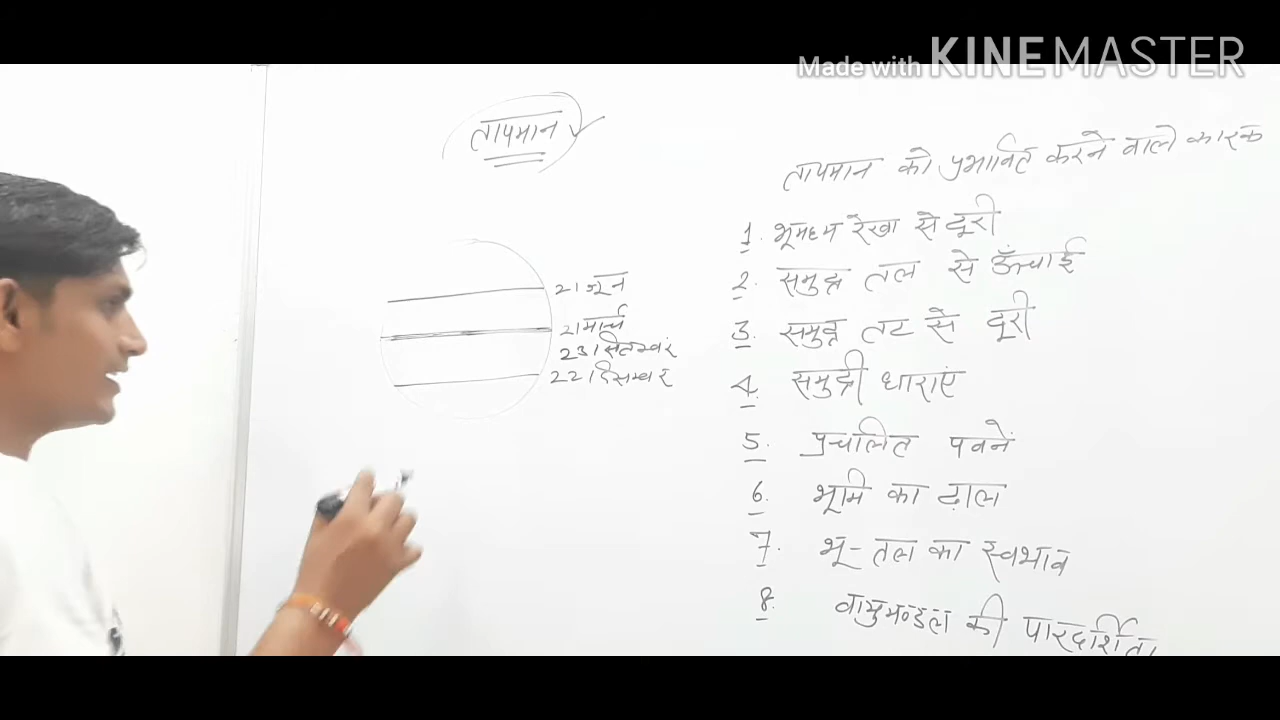 Made with KINEMASTER
तापमान
21 जून
21 मार्च
23 सितम्बर
22 दिसम्बर
तापमान को प्रभावित करने वाले कारक
1. भूमध्य रेखा से दूरी
2. समुद्र तल से ऊँचाई
3. समुद्र तट से दूरी
4. समुद्री धाराएं
5. प्रचलित पवनें
6. भूमि का ढ़ाल
7. भू-तल का स्वभाव
8. वायुमण्डल की पारदर्शिता